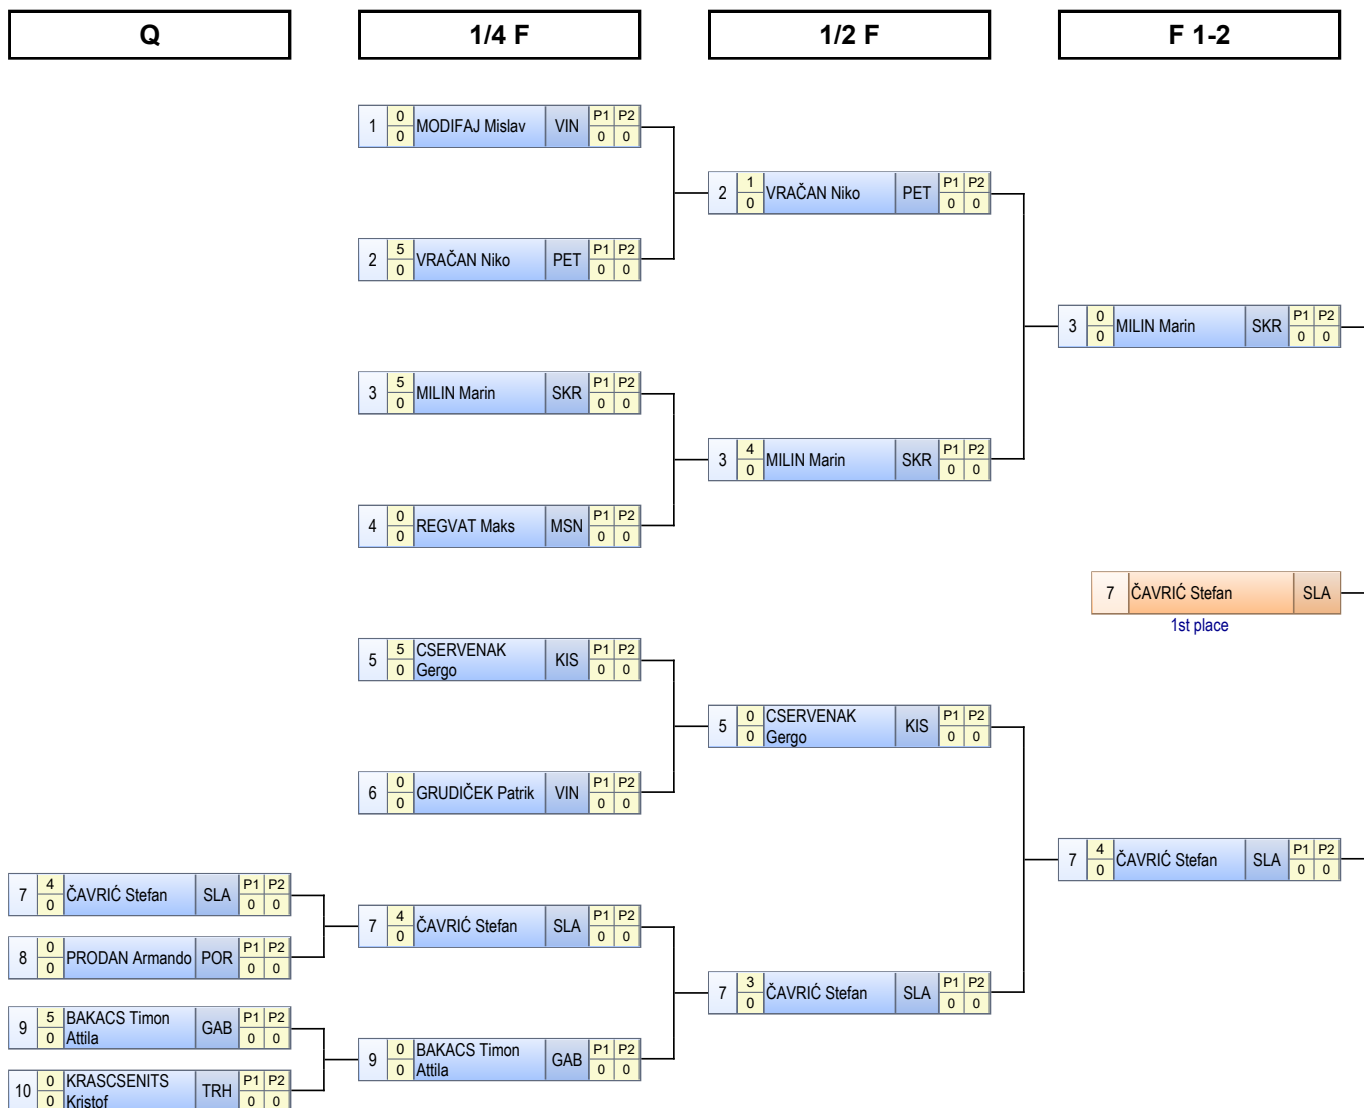 Q 1/4 F 1/2 F F 1-2
1 0 0 MODIFAJ Mislav VIN P1 P2 0 0
2 1 0 VRAČAN Niko PET P1 P2 0 0
2 5 0 VRAČAN Niko PET P1 P2 0 0
3 0 0 MILIN Marin SKR P1 P2 0 0
3 5 0 MILIN Marin SKR P1 P2 0 0
3 4 0 MILIN Marin SKR P1 P2 0 0
4 0 0 REGVAT Maks MSN P1 P2 0 0
7 ČAVRIĆ Stefan SLA
1st place
5 5 0 CSERVENAK
Gergo KIS P1 P2 0 0
5 0 0 CSERVENAK
Gergo KIS P1 P2 0 0
6 0 0 GRUDIČEK Patrik VIN P1 P2 0 0
7 4 0 ČAVRIĆ Stefan SLA P1 P2 0 0
7 4 0 ČAVRIĆ Stefan SLA P1 P2 0 0
7 4 0 ČAVRIĆ Stefan SLA P1 P2 0 0
8 0 0 PRODAN Armando POR P1 P2 0 0
7 3 0 ČAVRIĆ Stefan SLA P1 P2 0 0
9 5 0 BAKACS Timon
Attila GAB P1 P2 0 0
9 0 0 BAKACS Timon
Attila GAB P1 P2 0 0
10 0 0 KRASCSENITS
Kristof TRH P1 P2 0 0